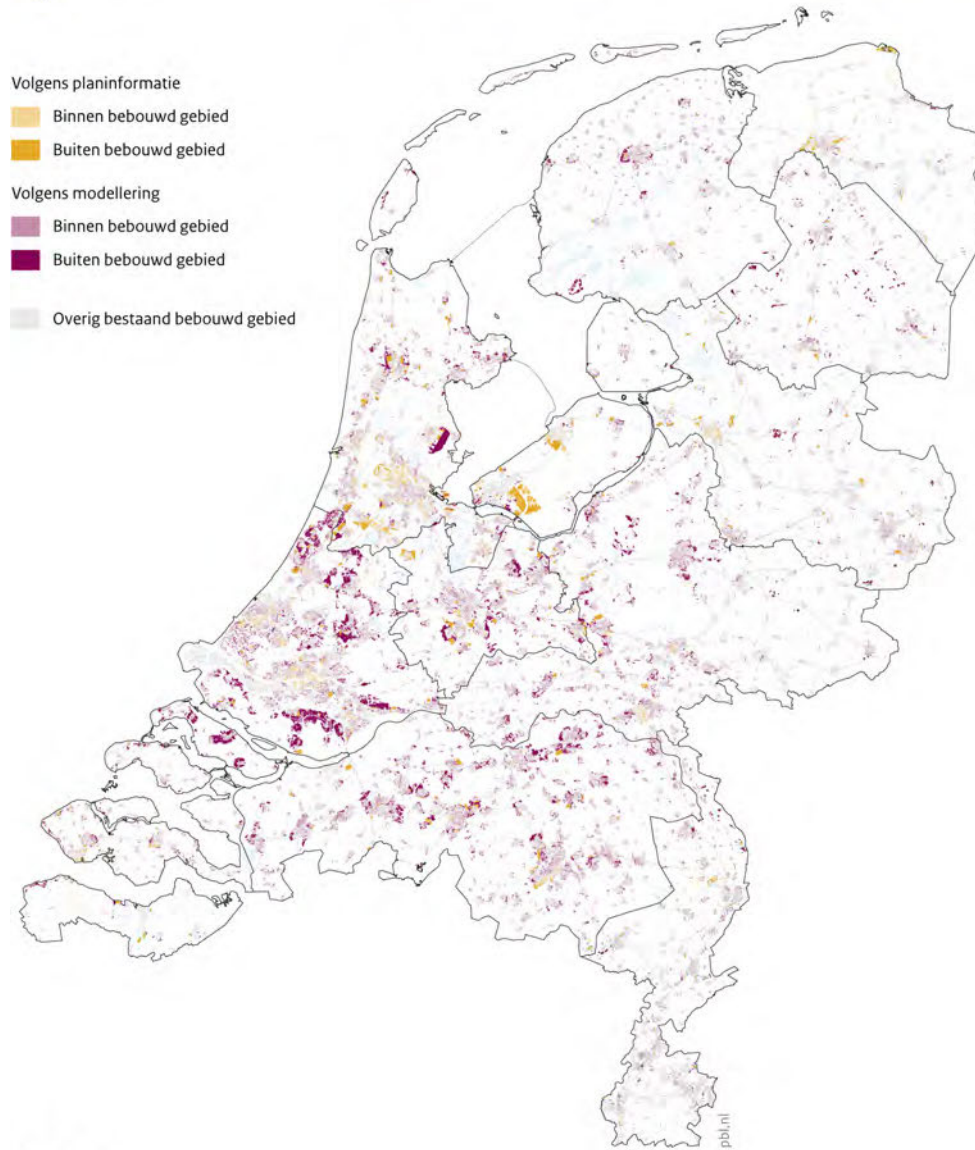 Volgens planinformatie
Binnen bebouwd gebied
Buiten bebouwd gebied
Volgens modellering
Binnen bebouwd gebied
Buiten bebouwd gebied
Overig bestaand bebouwd gebied
pbl.nl